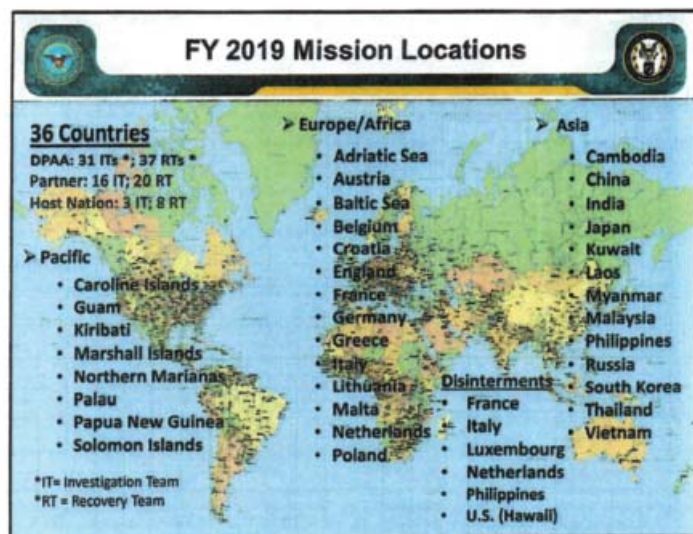 FY 2019 Mission Locations
36 Countries
DPAA: 31 ITs *; 37 RTs *
Partner: 16 IT; 20 RT
Host Nation: 3 IT; 8 RT
➢ Pacific
• Caroline Islands
• Guam
• Kiribati
• Marshall Islands
• Northern Marianas
• Palau
• Papua New Guinea
• Solomon Islands
*IT= Investigation Team
*RT = Recovery Team
➢ Europe/Africa
• Adriatic Sea
• Austria
• Baltic Sea
• Belgium
• Croatia
• England
• France
• Germany
• Greece
• Italy
• Lithuania
• Malta
• Netherlands
• Poland
Disinterments
• France
• Italy
• Luxembourg
• Netherlands
• Philippines
• U.S. (Hawaii)
➢ Asia
• Cambodia
• China
• India
• Japan
• Kuwait
• Laos
• Myanmar
• Malaysia
• Philippines
• Russia
• South Korea
• Thailand
• Vietnam